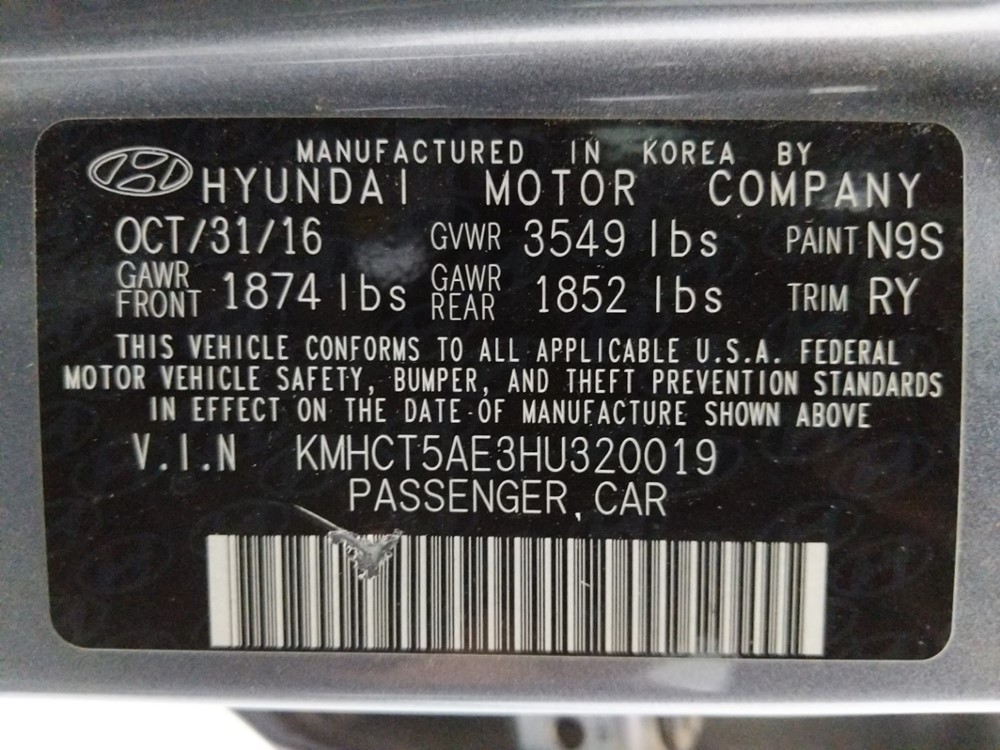 MANUFACTURED IN KOREA BY
HYUNDAI MOTOR COMPANY
OCT/31/16 GVWR 3549 lbs PAINT N9S
GAWR FRONT 1874 lbs GAWR REAR 1852 lbs TRIM RY
THIS VEHICLE CONFORMS TO ALL APPLICABLE U.S.A. FEDERAL
MOTOR VEHICLE SAFETY, BUMPER, AND THEFT PREVENTION STANDARDS
IN EFFECT ON THE DATE OF MANUFACTURE SHOWN ABOVE
V.I.N KMHCT5AE3HU320019
PASSENGER, CAR